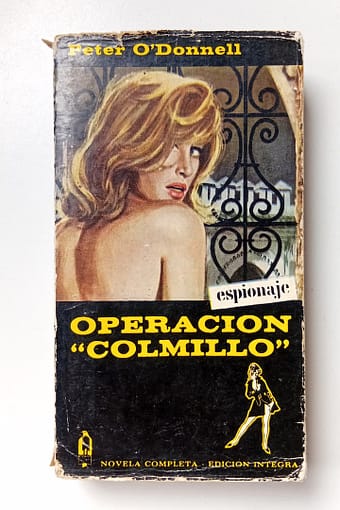 Peter O'Donnell
espionaje
OPERACION
“COLMILLO”
NOVELA COMPLETA - EDICION INTEGRA